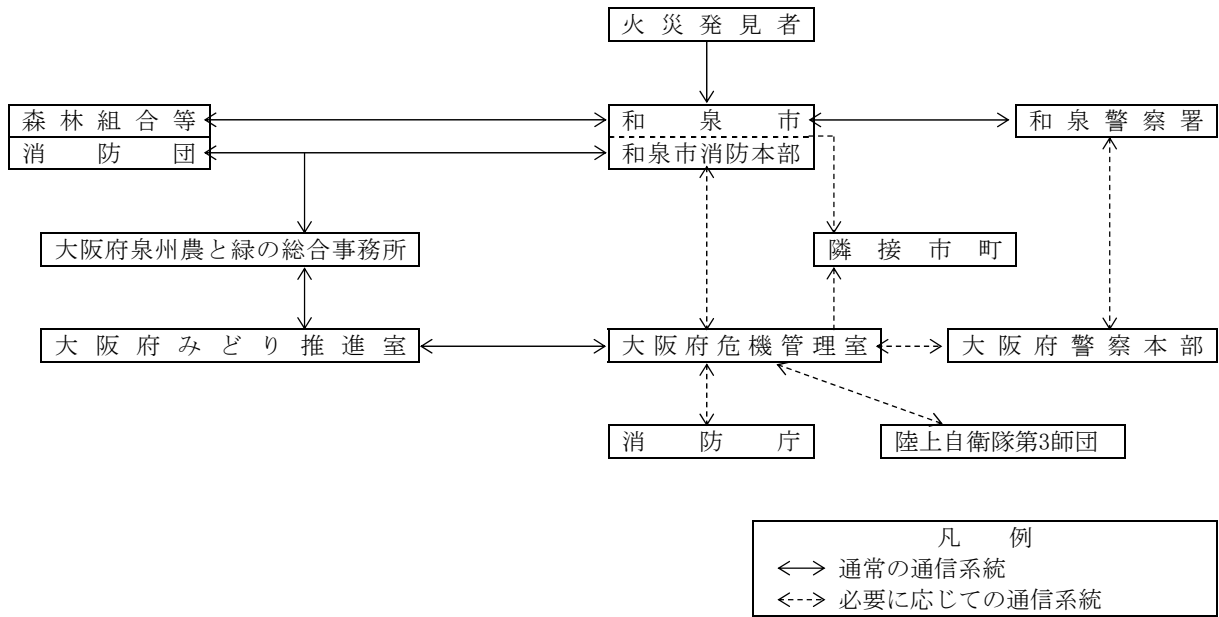 火災発見者
森林組合等
和泉市
和泉警察署
消防団
和泉市消防本部
大阪府泉州農と緑の総合事務所
隣接市町
大阪府みどり推進室
大阪府危機管理室
大阪府警察本部
消防庁
陸上自衛隊第3師団
凡例
通常の通信系統
必要に応じての通信系統